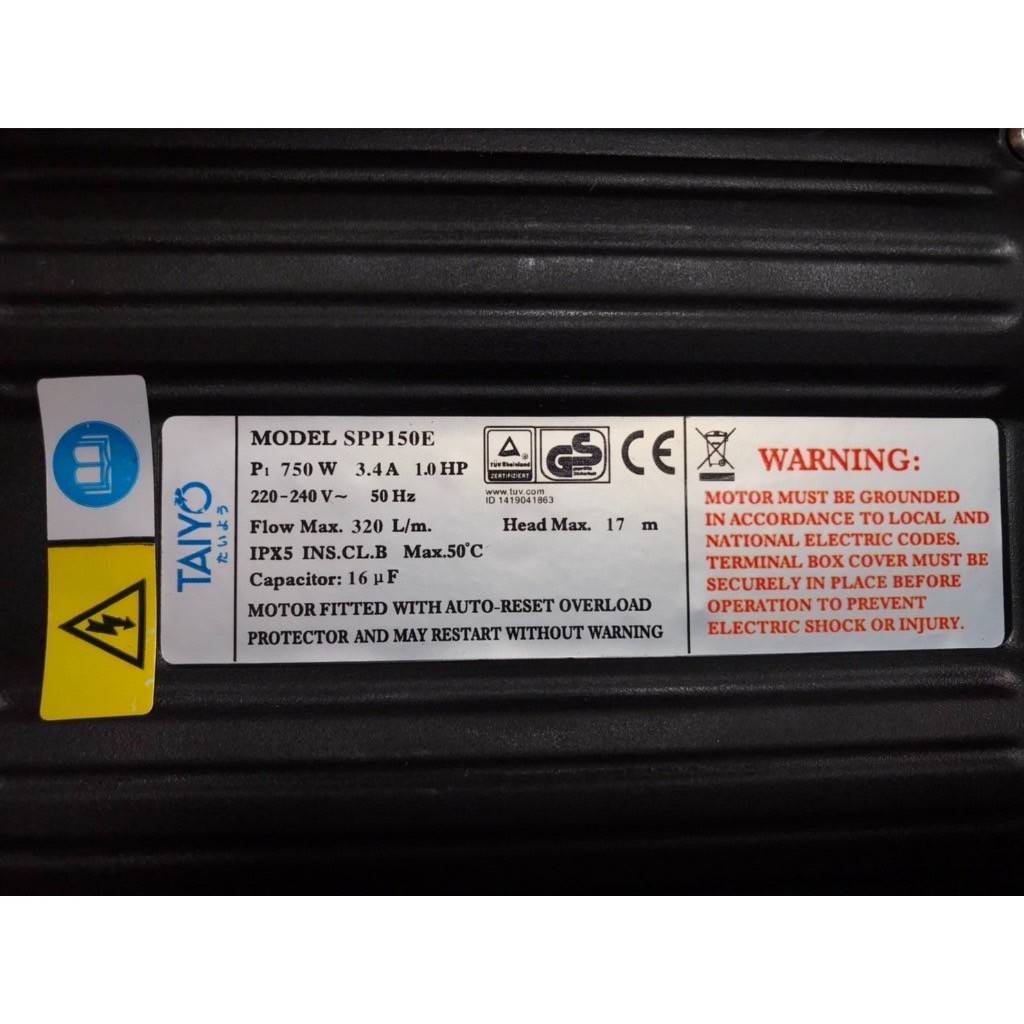 TAIYO
たいよう
MODEL SPP150E
P1 750 W 3.4 A 1.0 HP
220-240 V~ 50 Hz
Flow Max. 320 L/m. Head Max. 17 m
IPX5 INS.CL.B Max.50°C
Capacitor: 16 μF
MOTOR FITTED WITH AUTO-RESET OVERLOAD
PROTECTOR AND MAY RESTART WITHOUT WARNING
TÜV Rheinland
ZERTIFIZIERT
www.tuv.com
ID 1419041863
GS
CE
WARNING:
MOTOR MUST BE GROUNDED
IN ACCORDANCE TO LOCAL AND
NATIONAL ELECTRIC CODES.
TERMINAL BOX COVER MUST BE
SECURELY IN PLACE BEFORE
OPERATION TO PREVENT
ELECTRIC SHOCK OR INJURY.